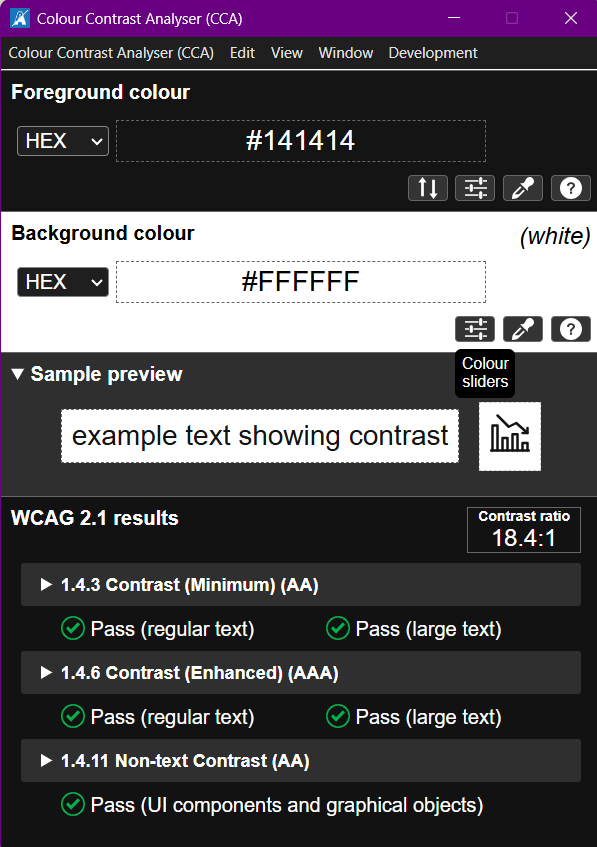 Colour Contrast Analyser (CCA)
Colour Contrast Analyser (CCA) Edit View Window Development
Foreground colour
HEX #141414
?
Background colour (white)
HEX #FFFFFF
?
Colour
sliders
Sample preview
example text showing contrast
WCAG 2.1 results
Contrast ratio
18.4:1
1.4.3 Contrast (Minimum) (AA)
Pass (regular text) Pass (large text)
1.4.6 Contrast (Enhanced) (AAA)
Pass (regular text) Pass (large text)
1.4.11 Non-text Contrast (AA)
Pass (UI components and graphical objects)